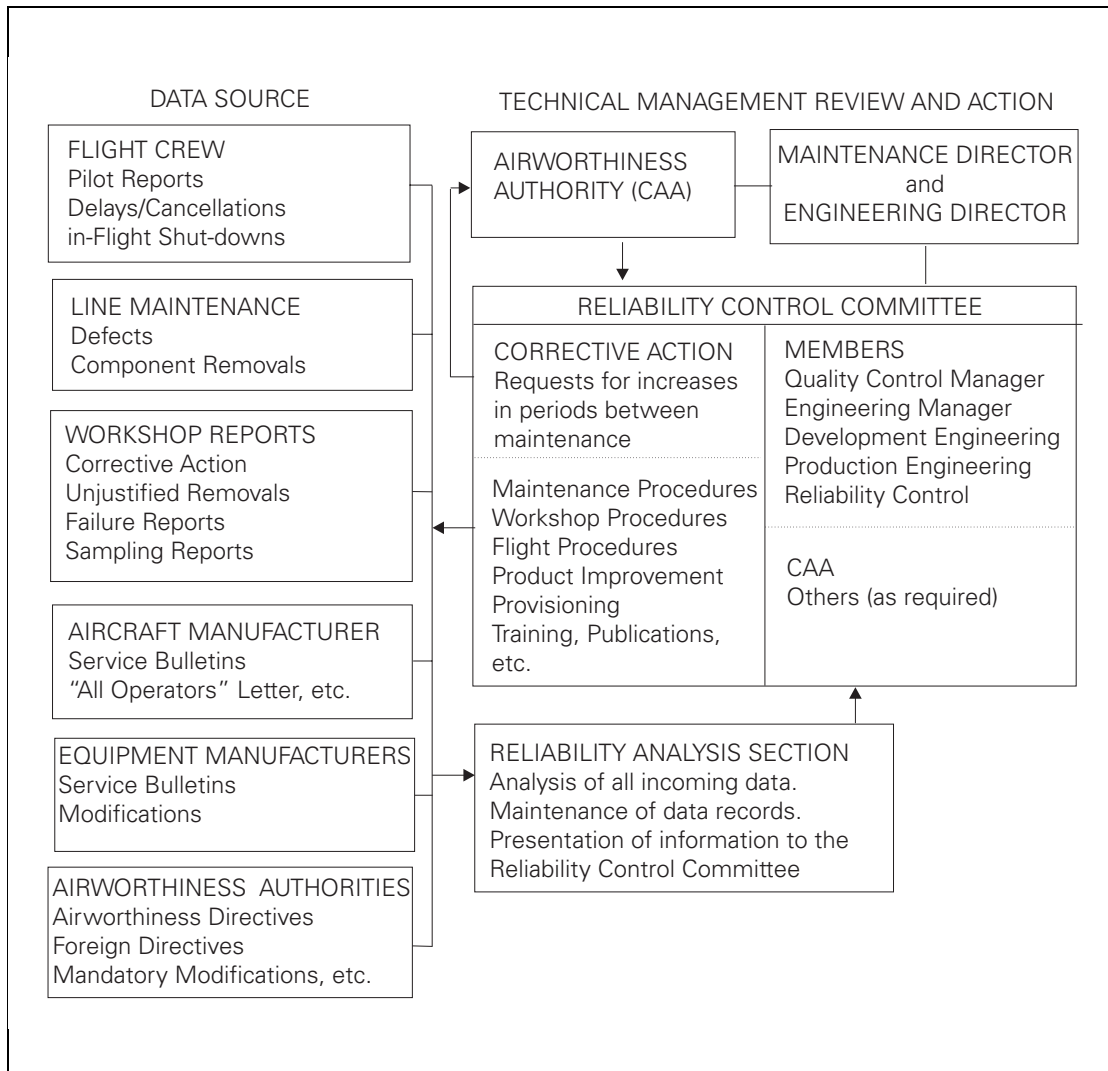 DATA SOURCE
FLIGHT CREW
Pilot Reports
Delays/Cancellations
in-Flight Shut-downs
LINE MAINTENANCE
Defects
Component Removals
WORKSHOP REPORTS
Corrective Action
Unjustified Removals
Failure Reports
Sampling Reports
AIRCRAFT MANUFACTURER
Service Bulletins
“All Operators” Letter, etc.
EQUIPMENT MANUFACTURERS
Service Bulletins
Modifications
AIRWORTHINESS AUTHORITIES
Airworthiness Directives
Foreign Directives
Mandatory Modifications, etc.
TECHNICAL MANAGEMENT REVIEW AND ACTION
AIRWORTHINESS
AUTHORITY (CAA)
MAINTENANCE DIRECTOR
and
ENGINEERING DIRECTOR
RELIABILITY CONTROL COMMITTEE
CORRECTIVE ACTION
Requests for increases
in periods between
maintenance
Maintenance Procedures
Workshop Procedures
Flight Procedures
Product Improvement
Provisioning
Training, Publications,
etc.
MEMBERS
Quality Control Manager
Engineering Manager
Development Engineering
Production Engineering
Reliability Control
CAA
Others (as required)
RELIABILITY ANALYSIS SECTION
Analysis of all incoming data.
Maintenance of data records.
Presentation of information to the
Reliability Control Committee